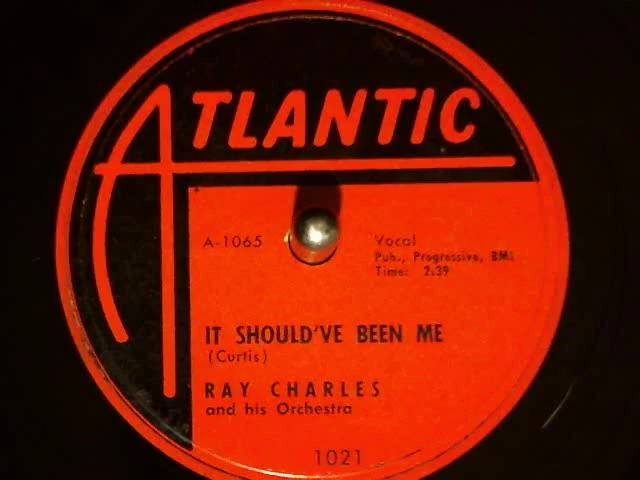 ATLANTIC
A-1065
Vocal
Pub., Progressive, BMI
Time: 2:39
IT SHOULD'VE BEEN ME
(Curtis)
RAY CHARLES
and his Orchestra
1021